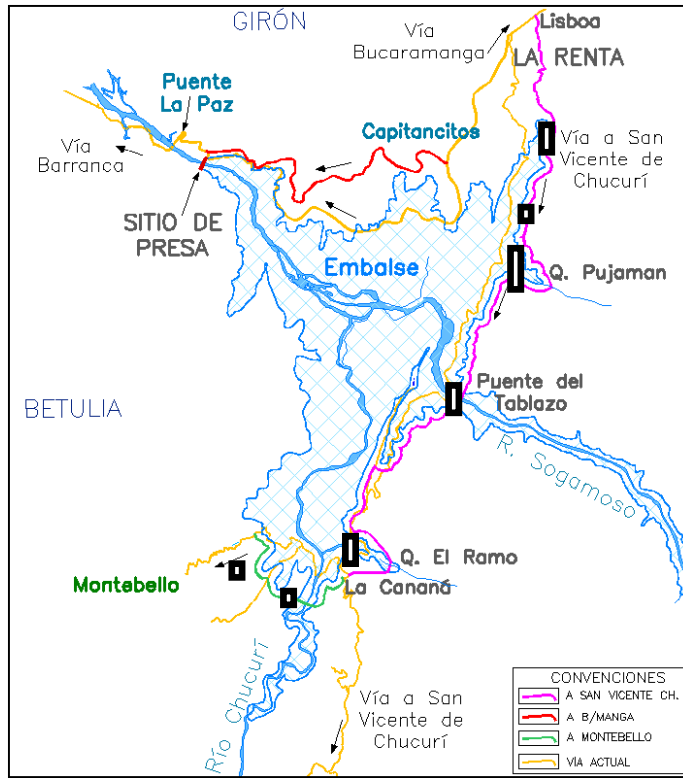 GIRÓN
Lisboa
Vía
Bucaramanga
LA RENTA
Puente
La Paz
Capitancitos
Vía
Barranca
Vía a San
Vicente de
Chucurí
SITIO DE
PRESA
Embalse
Q. Pujaman
BETULIA
Puente del
Tablazo
R. Sogamoso
Q. El Ramo
Montebello
La Cananá
Río Chucurí
Vía a San
Vicente de
Chucurí
CONVENCIONES
A SAN VICENTE CH.
A B/MANGA
A MONTEBELLO
VIA ACTUAL